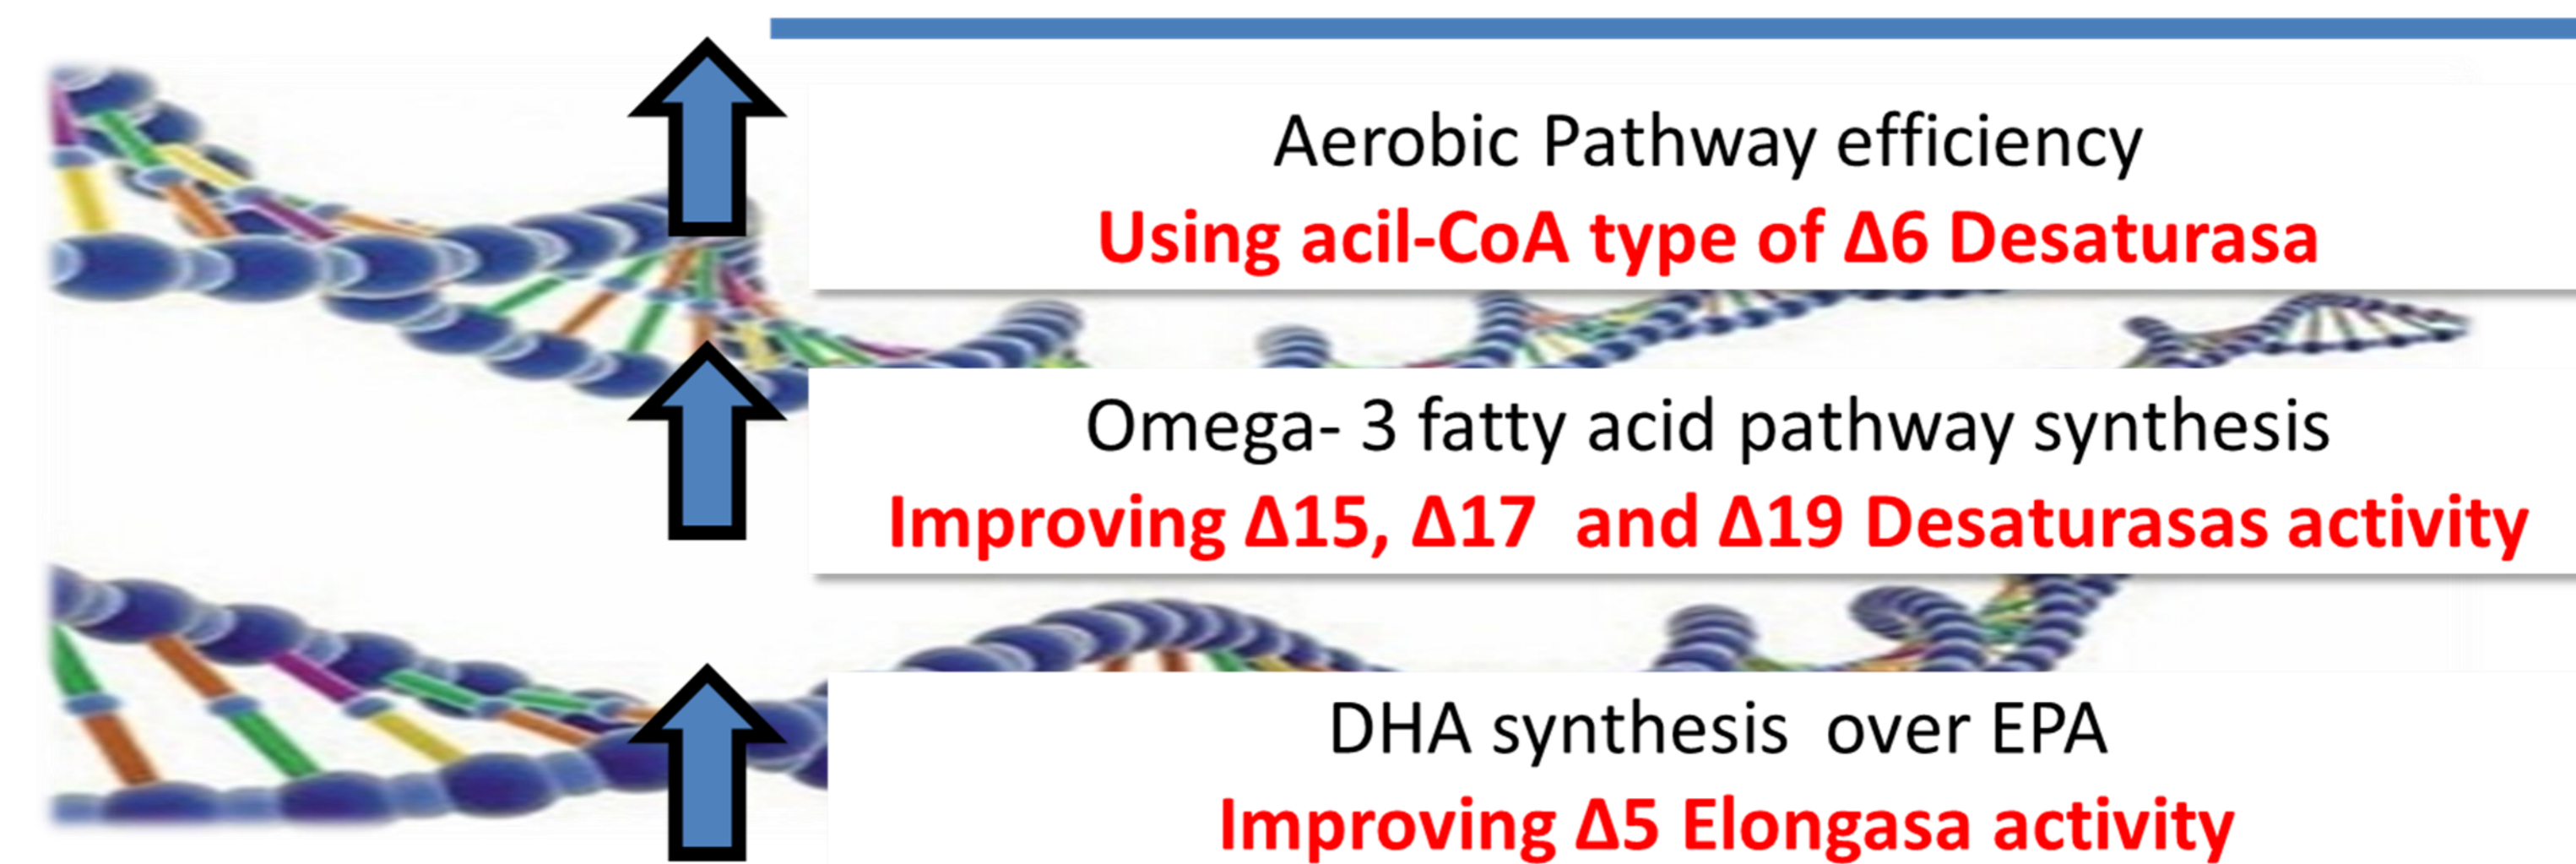 Aerobic Pathway efficiency
Using acil-CoA type of Δ6 Desaturasa
Omega- 3 fatty acid pathway synthesis
Improving Δ15, Δ17  and Δ19 Desaturasas activity
DHA synthesis  over EPA
Improving Δ5 Elongasa activity